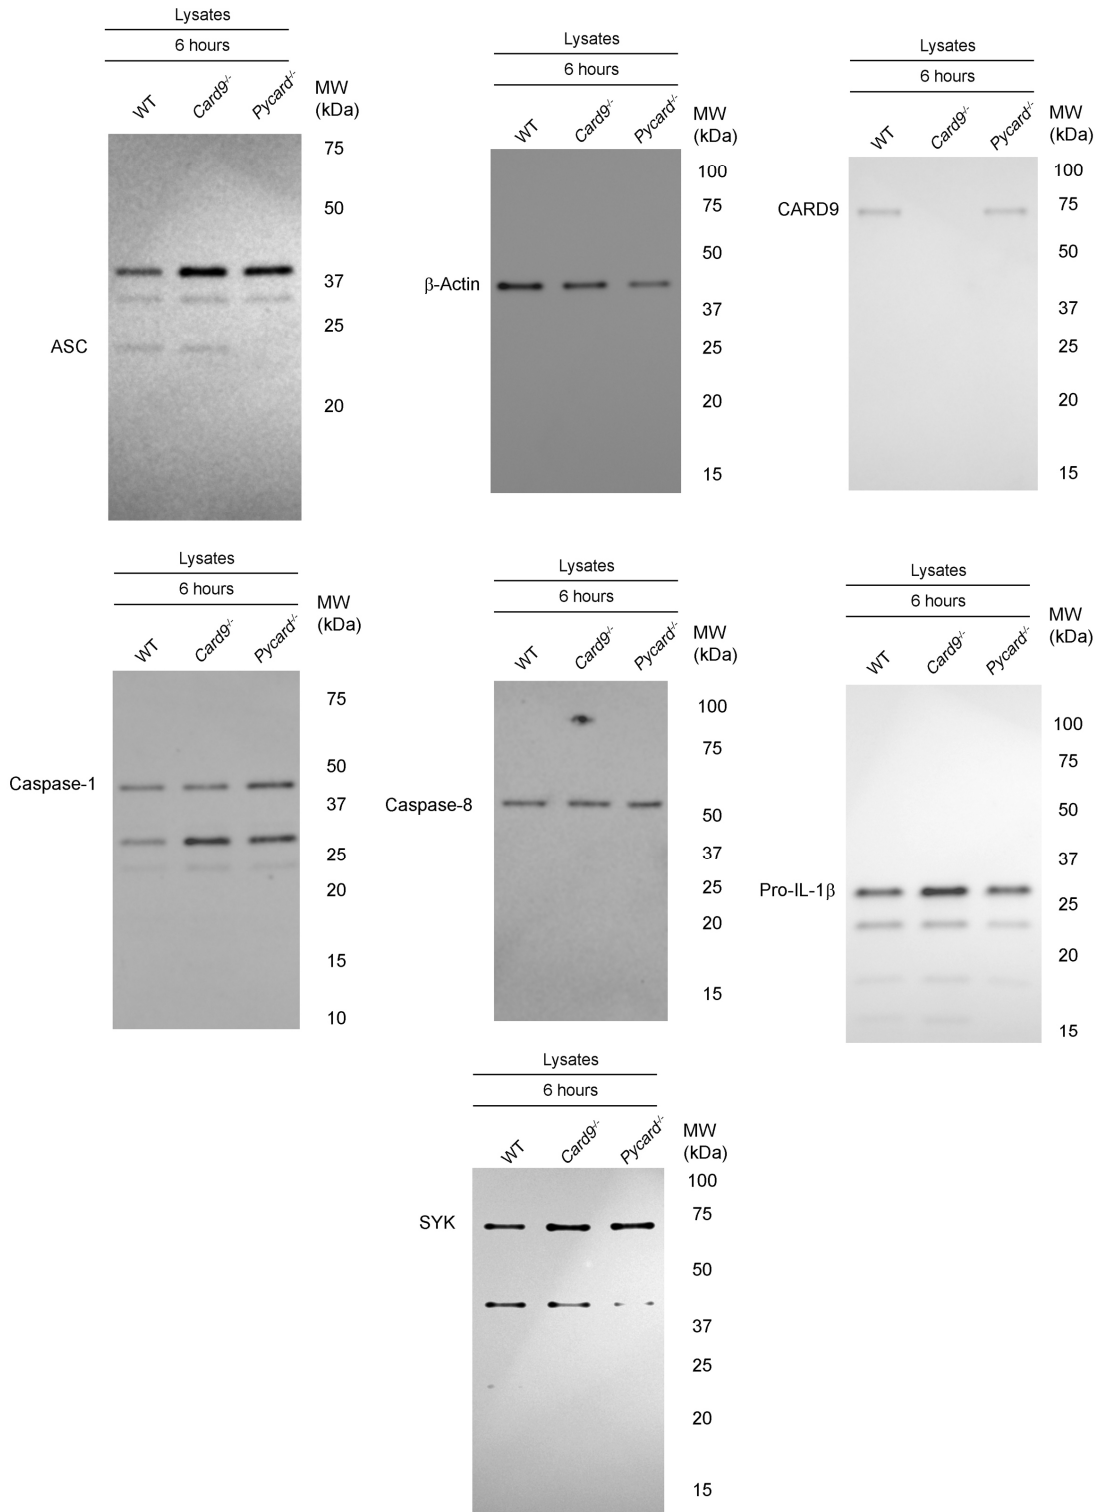 Lysates
6 hours
WT Card9-/- Pycard-/-
MW
(kDa)
75
50
37
25
ASC
20
Lysates
6 hours
WT Card9-/- Pycard-/-
MW
(kDa)
100
75
50
β-Actin
37
25
20
15
Lysates
6 hours
WT Card9-/- Pycard-/-
MW
(kDa)
100
CARD9 75
50
37
25
20
15
Lysates
6 hours
WT Card9-/- Pycard-/-
MW
(kDa)
75
50
Caspase-1
37
25
20
15
10
Lysates
6 hours
WT Card9-/- Pycard-/-
MW
(kDa)
100
75
Caspase-8
50
37
25
20
15
Lysates
6 hours
WT Card9-/- Pycard-/-
MW
(kDa)
100
75
50
37
Pro-IL-1β
25
20
15
Lysates
6 hours
WT Card9-/- Pycard-/-
MW
(kDa)
100
75
SYK
50
37
25
20
15